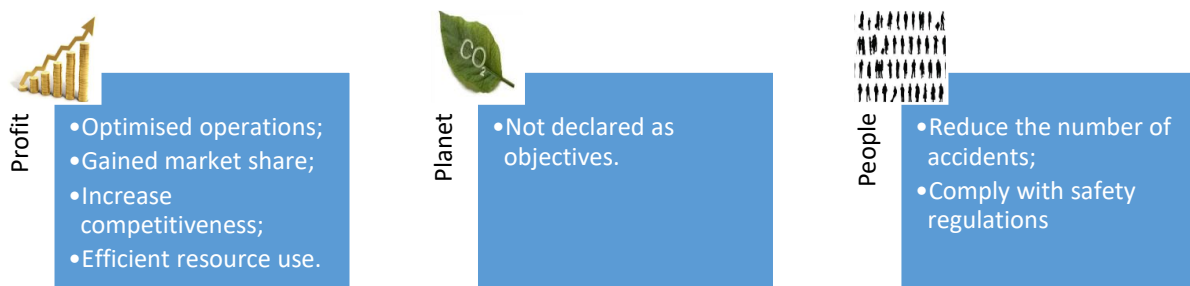 Profit
•Optimised operations;
•Gained market share;
•Increase
competitiveness;
•Efficient resource use.
Planet
CO₂
•Not declared as
objectives.
People
•Reduce the number of
accidents;
•Comply with safety
regulations